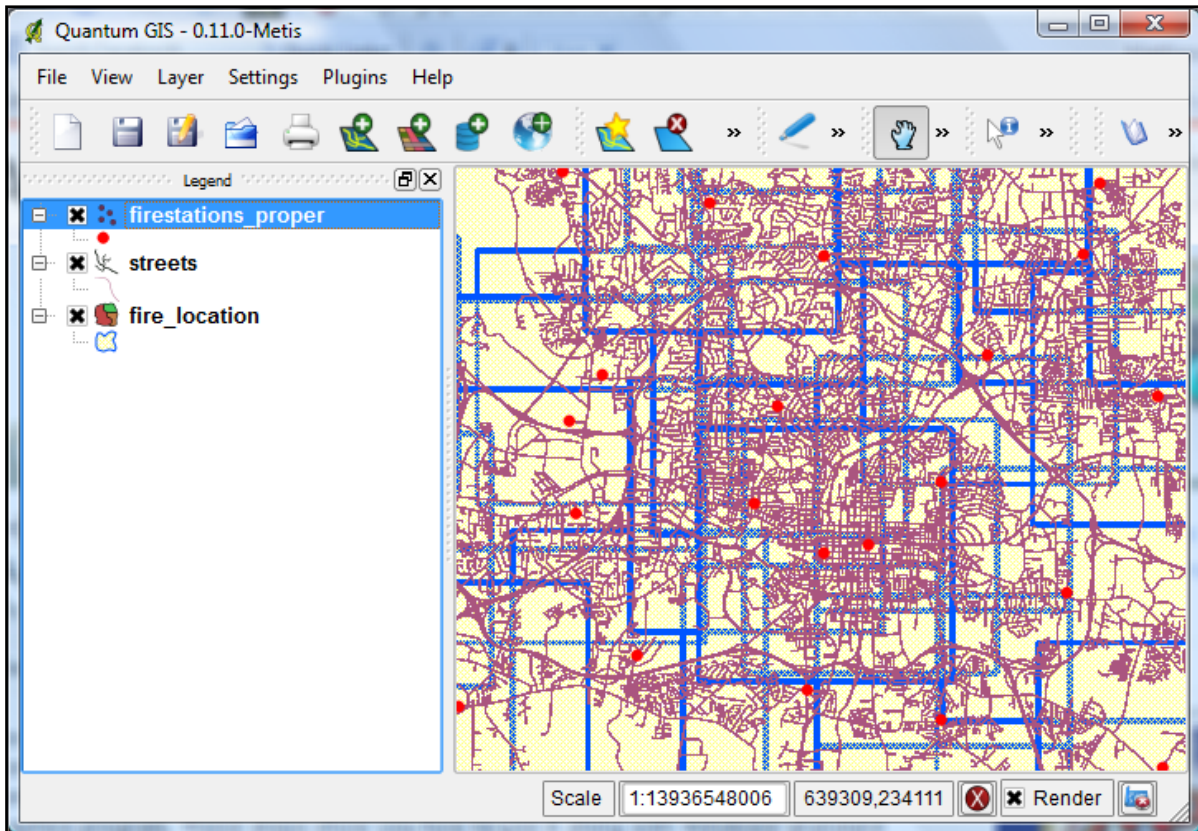 Quantum GIS - 0.11.0-Metis
File View Layer Settings Plugins Help
» » » » »
Legend
firestations_proper
streets
fire_location
Scale 1:13936548006 639309,234111 Render